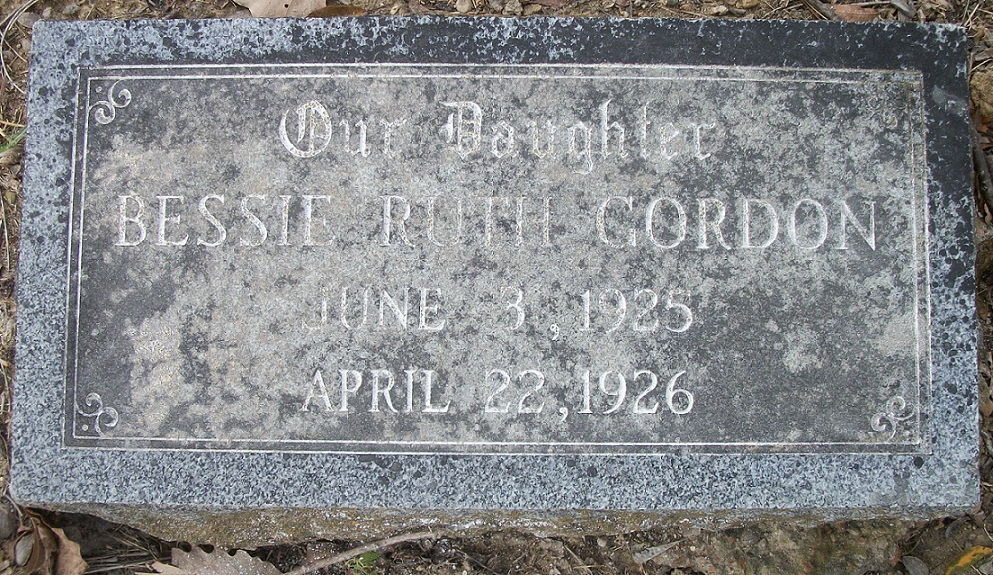 Our Daughter
BESSIE RUTH GORDON
JUNE 3, 1925
APRIL 22, 1926